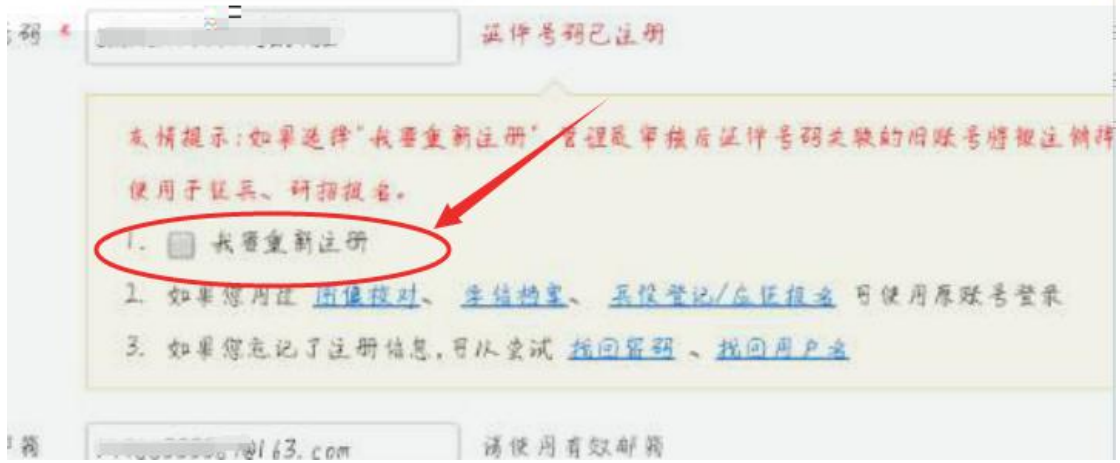 号码 * 证件号码已注册
友情提示:如果选择"我要重新注册" 管理员审核后证件号码关联的旧账号将被注销
使用于征兵、研招报名。
1. 我要重新注册
2. 如果您用过 图像校对、 学信档案、 兵役登记/应征报名 可使用原账号登录
3. 如果您忘记了注册信息,可以尝试 找回密码 、找回用户名
邮箱 @163.com 请使用有效邮箱